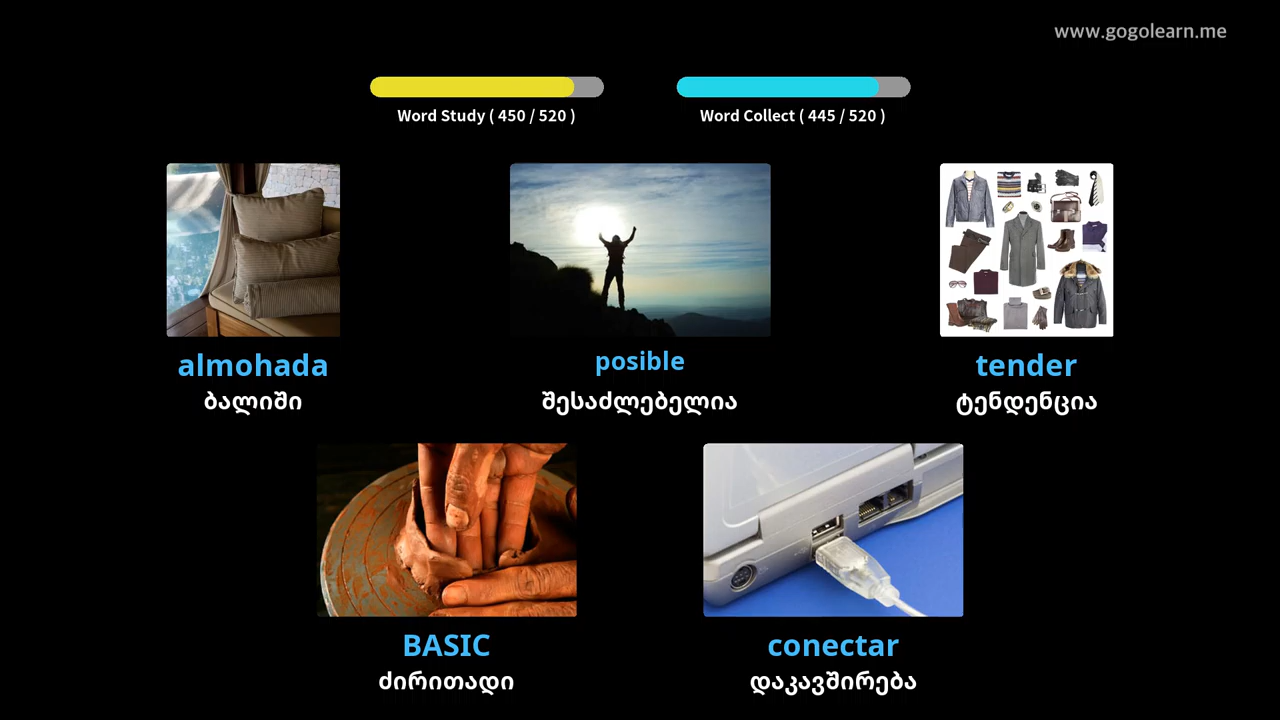 www.gogolearn.me
Word Study ( 450 / 520 )
Word Collect ( 445 / 520 )
almohada
ბალიში
posible
შესაძლებელია
tender
ტენდენცია
BASIC
ძირითადი
conectar
დაკავშირება